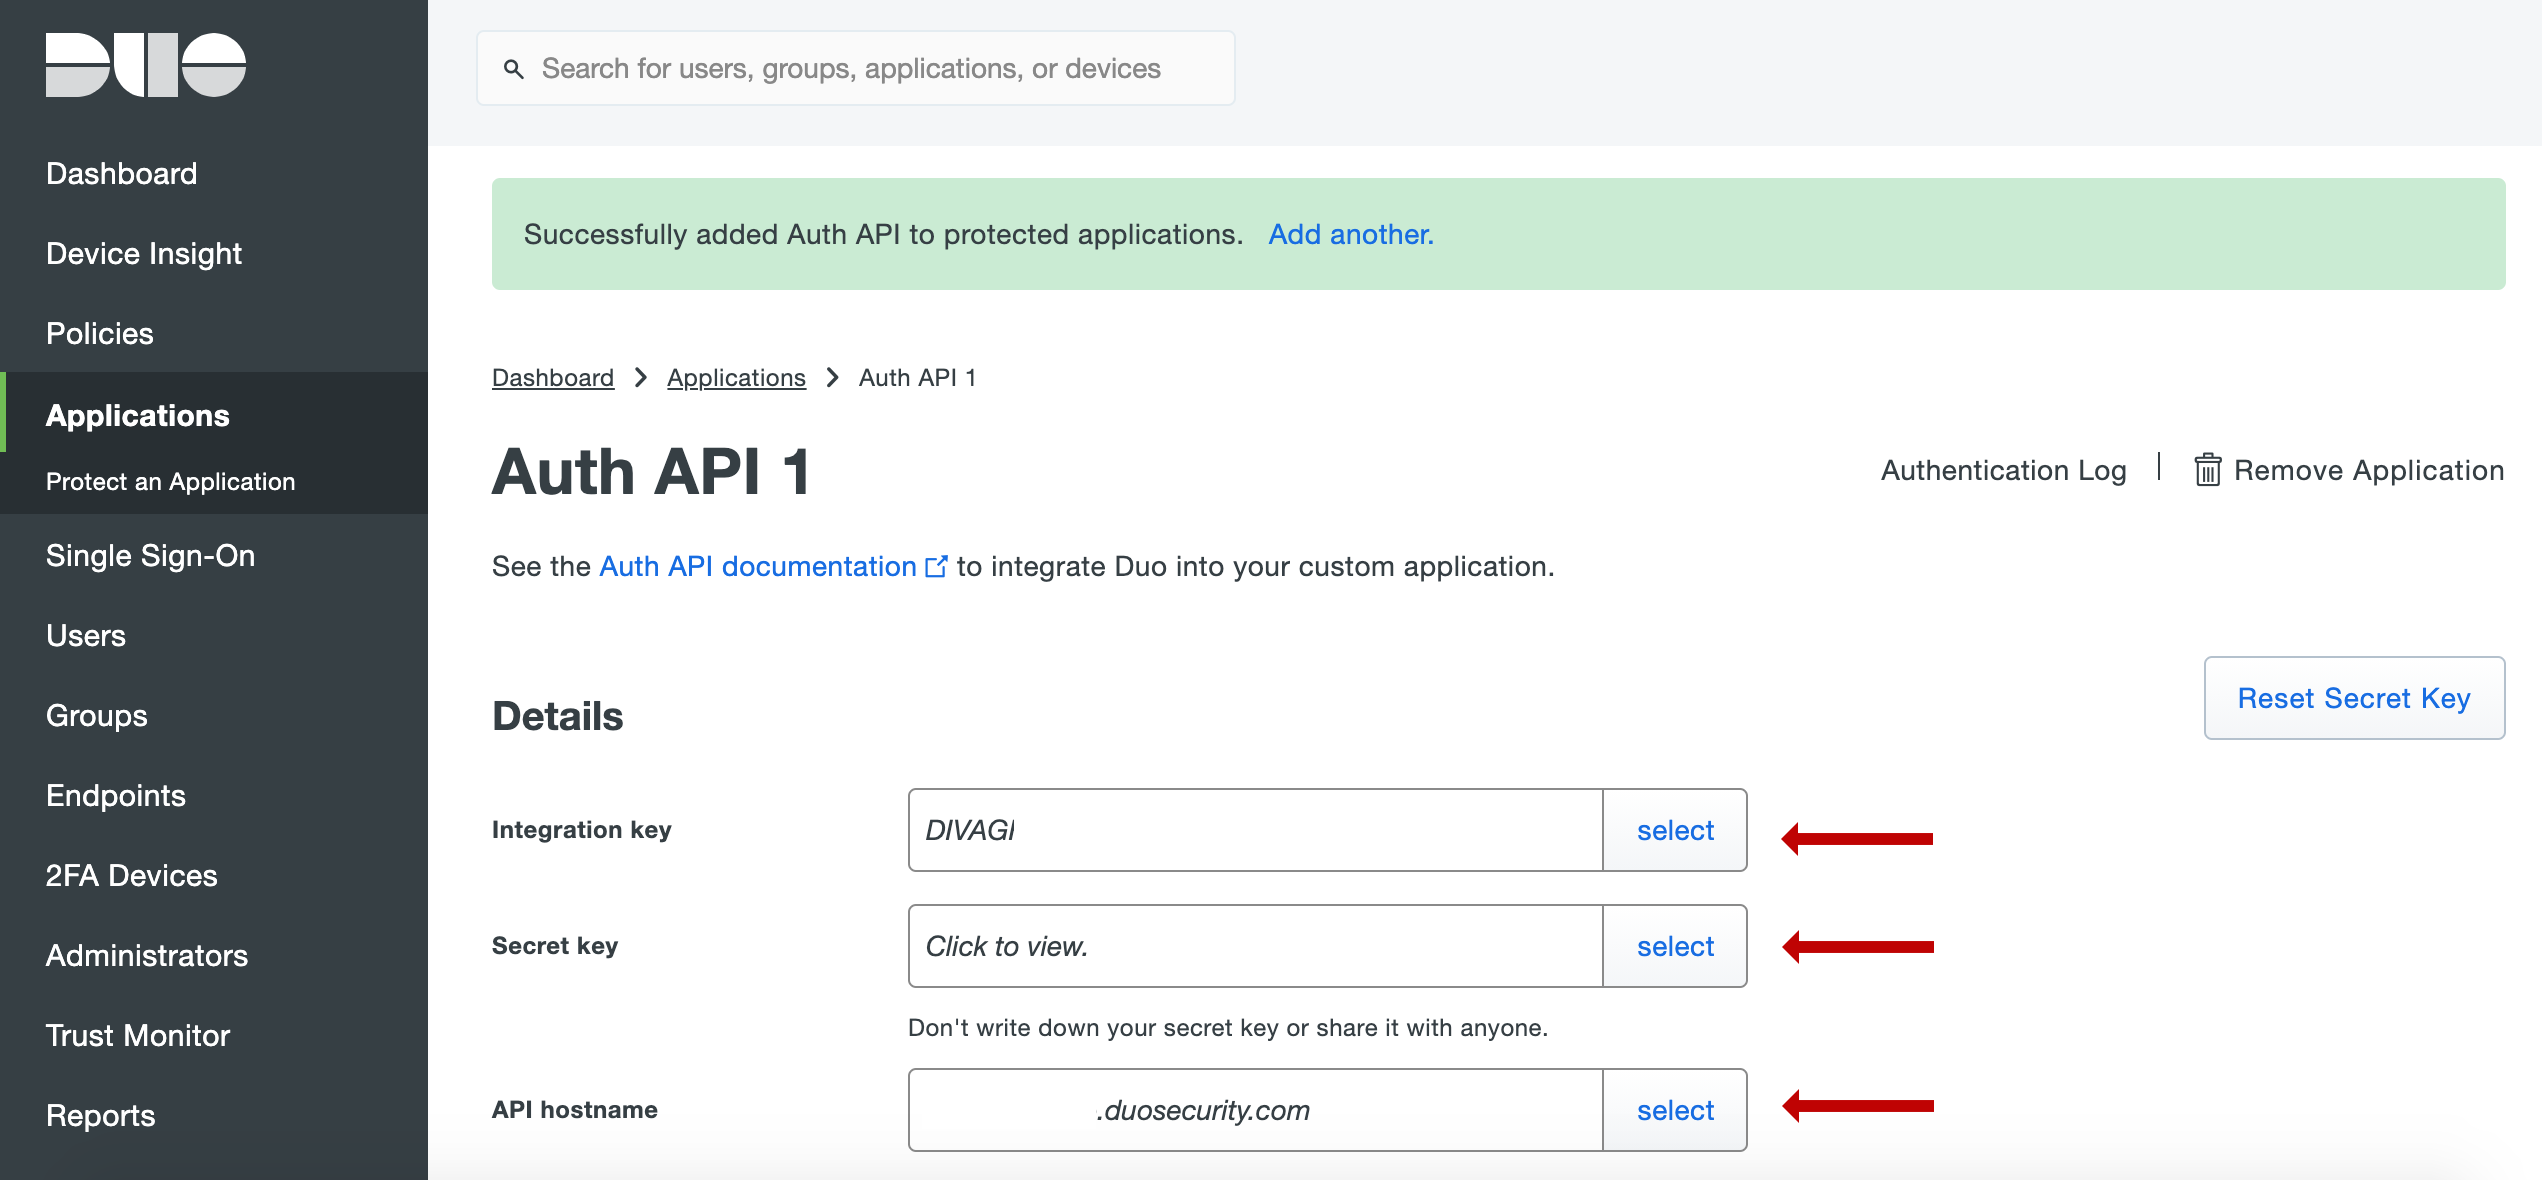 DUO
Search for users, groups, applications, or devices
Dashboard
Device Insight
Policies
Applications
Protect an Application
Single Sign-On
Users
Groups
Endpoints
2FA Devices
Administrators
Trust Monitor
Reports
Successfully added Auth API to protected applications. Add another.
Dashboard > Applications > Auth API 1
Auth API 1
Authentication Log | Remove Application
See the Auth API documentation to integrate Duo into your custom application.
Details
Reset Secret Key
Integration key DIVAGI select
Secret key Click to view. select
Don't write down your secret key or share it with anyone.
API hostname .duosecurity.com select